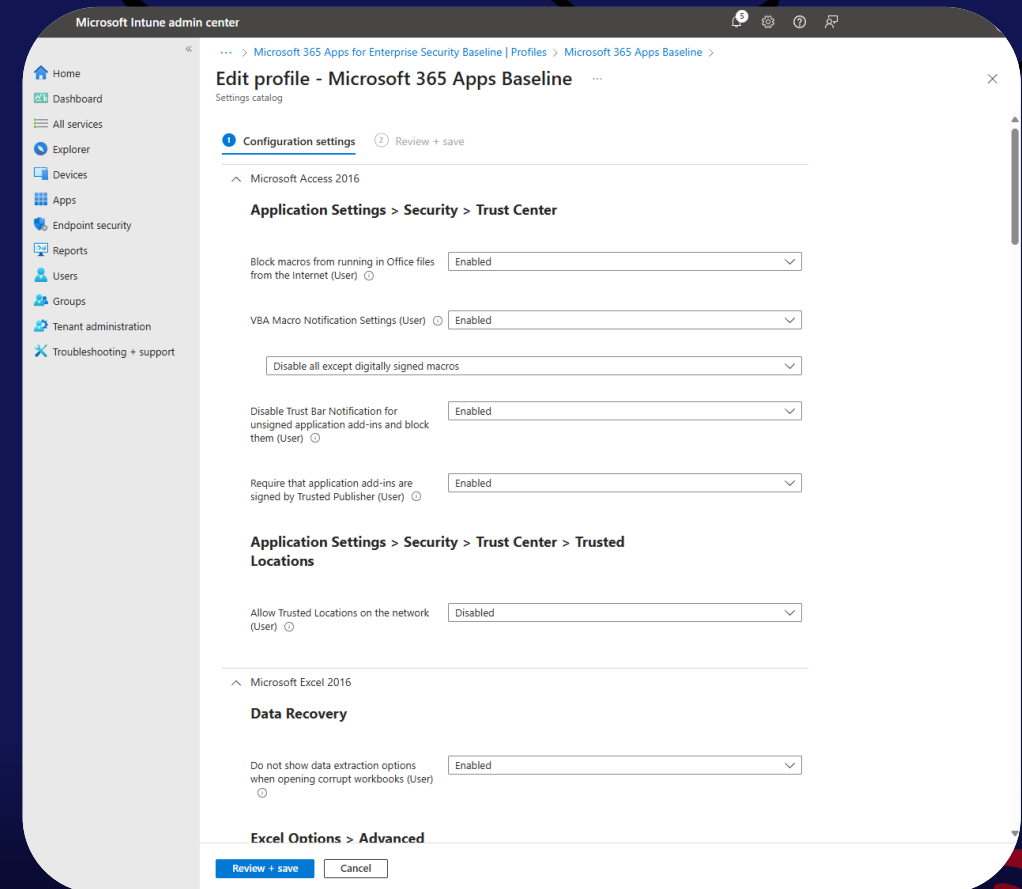 Microsoft Intune admin center
5
Home
Dashboard
All services
Explorer
Devices
Apps
Endpoint security
Reports
Users
Groups
Tenant administration
Troubleshooting + support
··· > Microsoft 365 Apps for Enterprise Security Baseline | Profiles > Microsoft 365 Apps Baseline >
Edit profile - Microsoft 365 Apps Baseline ···
Settings catalog
1 Configuration settings 2 Review + save
Microsoft Access 2016
Application Settings > Security > Trust Center
Block macros from running in Office files
from the Internet (User)
Enabled
VBA Macro Notification Settings (User) Enabled
Disable all except digitally signed macros
Disable Trust Bar Notification for
unsigned application add-ins and block
them (User)
Enabled
Require that application add-ins are
signed by Trusted Publisher (User)
Enabled
Application Settings > Security > Trust Center > Trusted
Locations
Allow Trusted Locations on the network
(User)
Disabled
Microsoft Excel 2016
Data Recovery
Do not show data extraction options
when opening corrupt workbooks (User)
Enabled
Excel Options > Advanced
Review + save Cancel